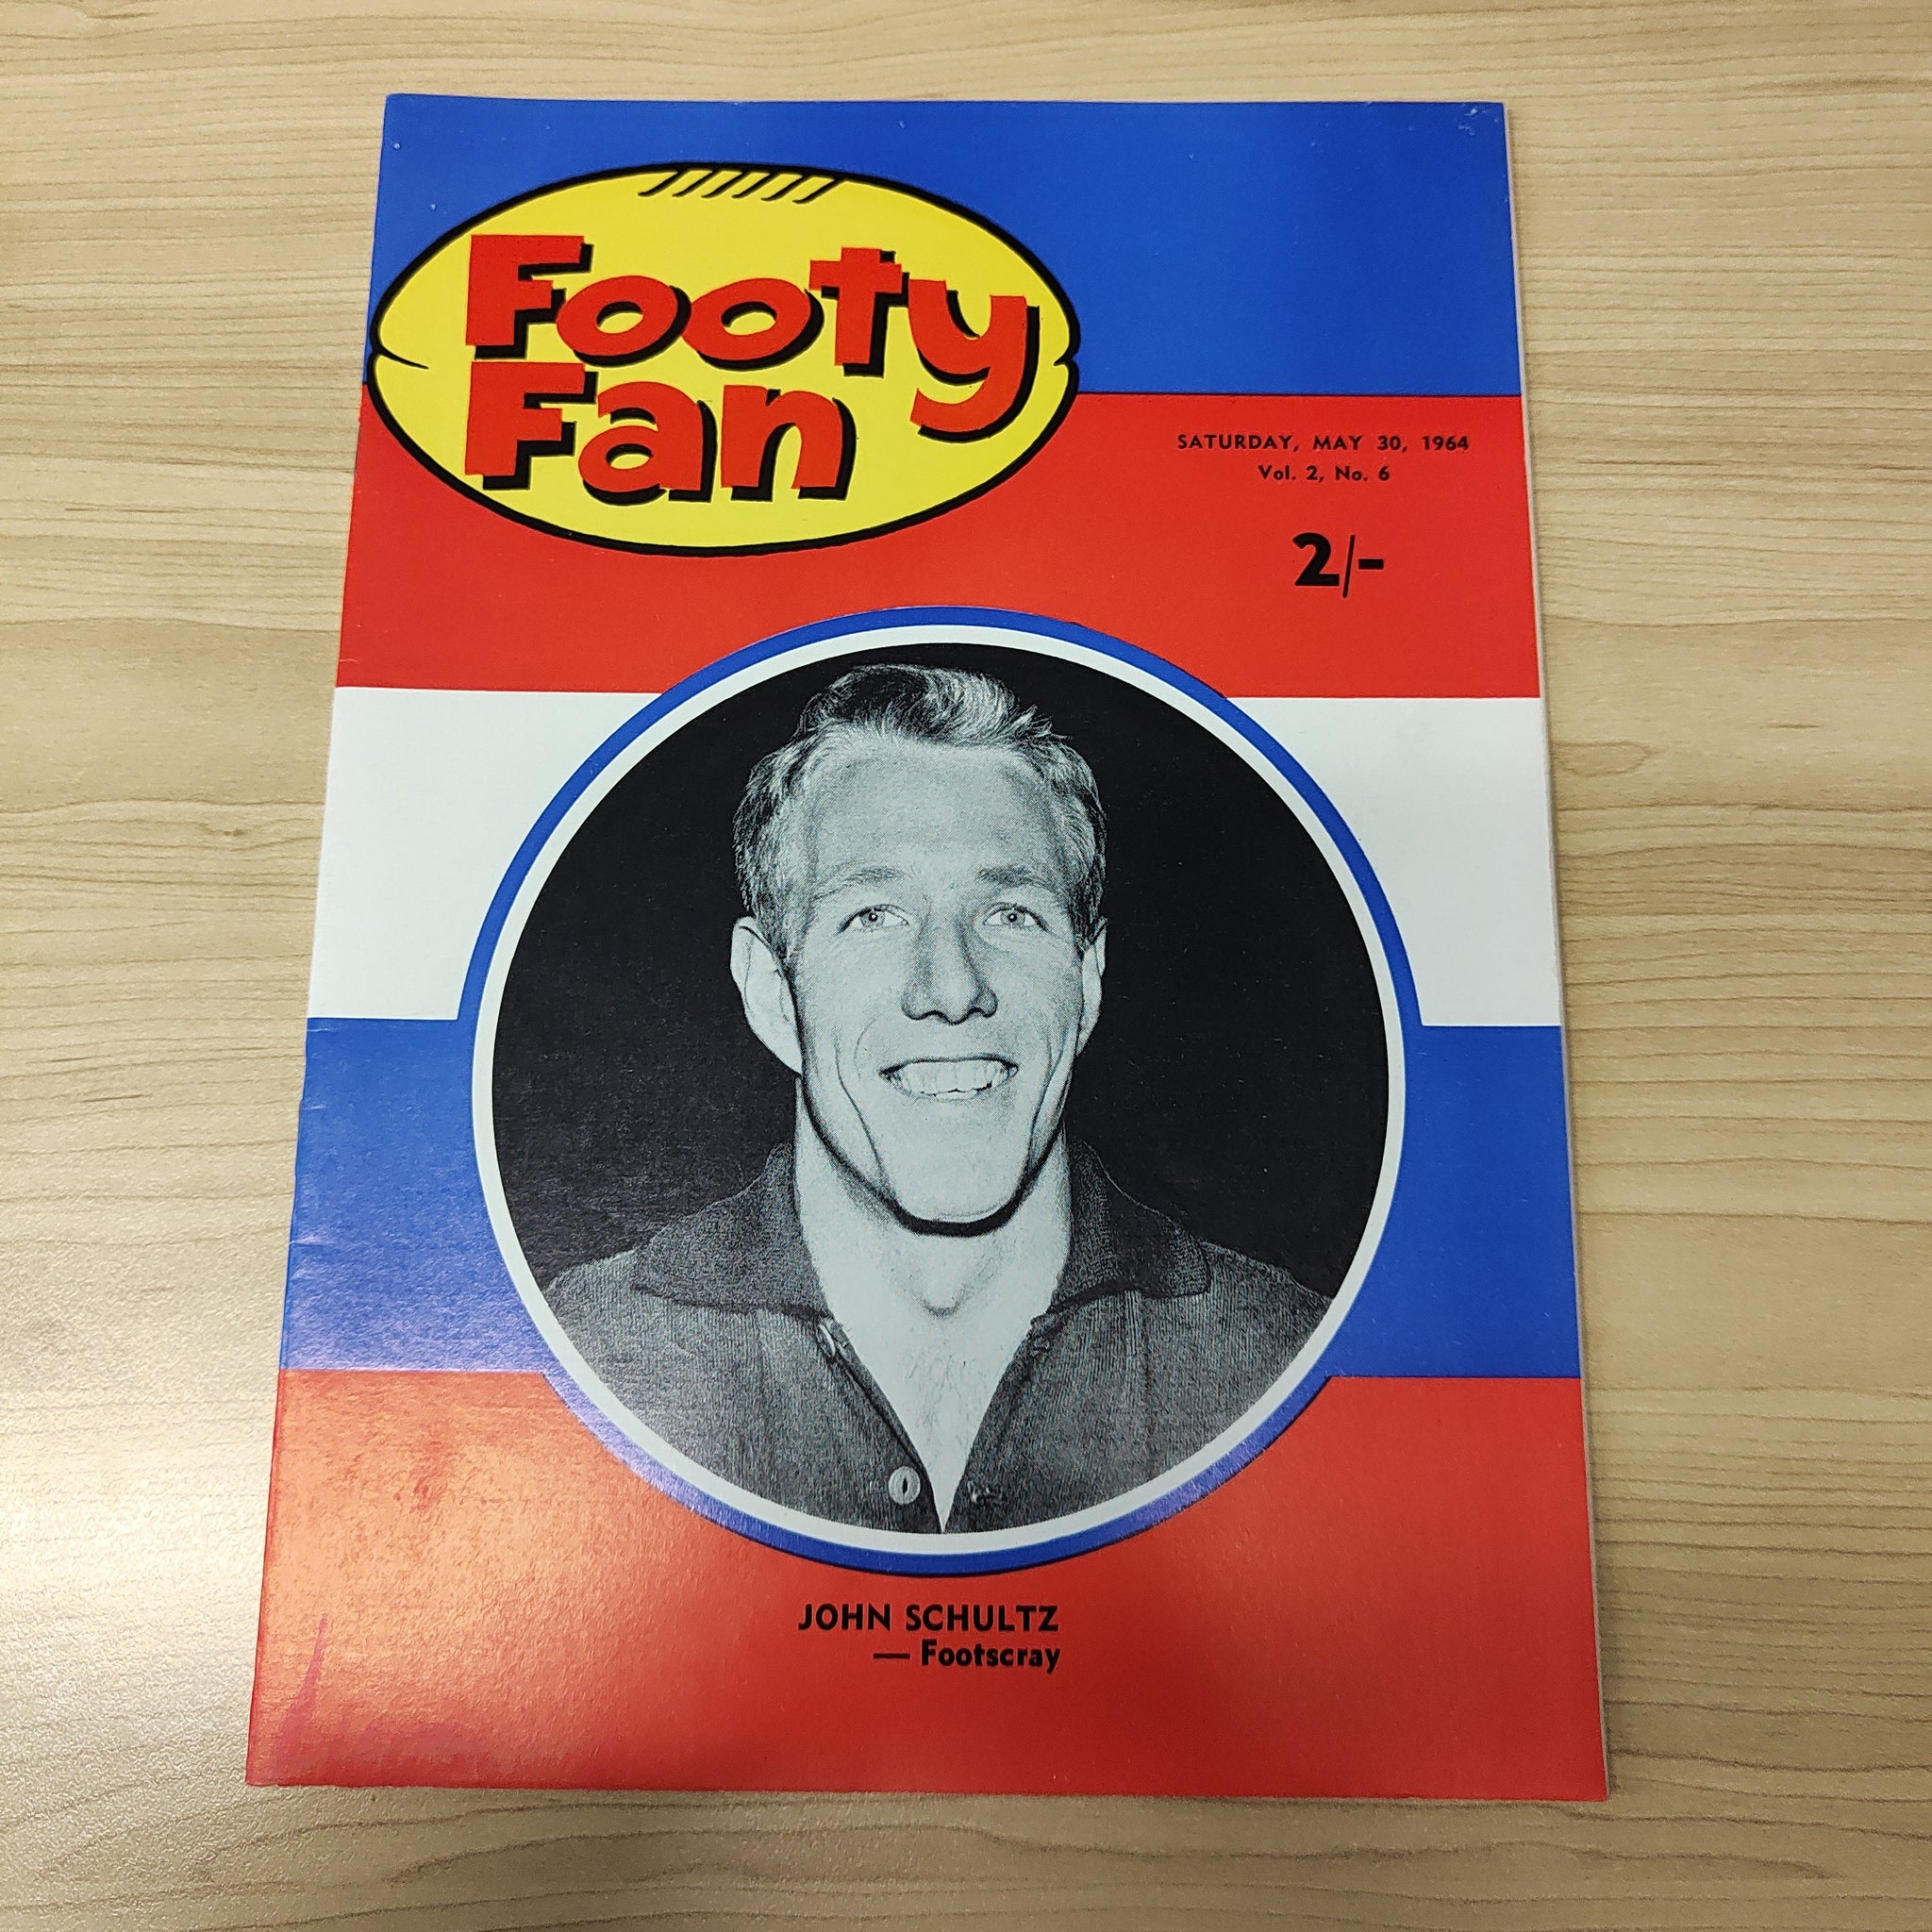 Footy
Fan
SATURDAY, MAY 30, 1964
Vol. 2, No. 6
2/-
JOHN SCHULTZ
— Footscray